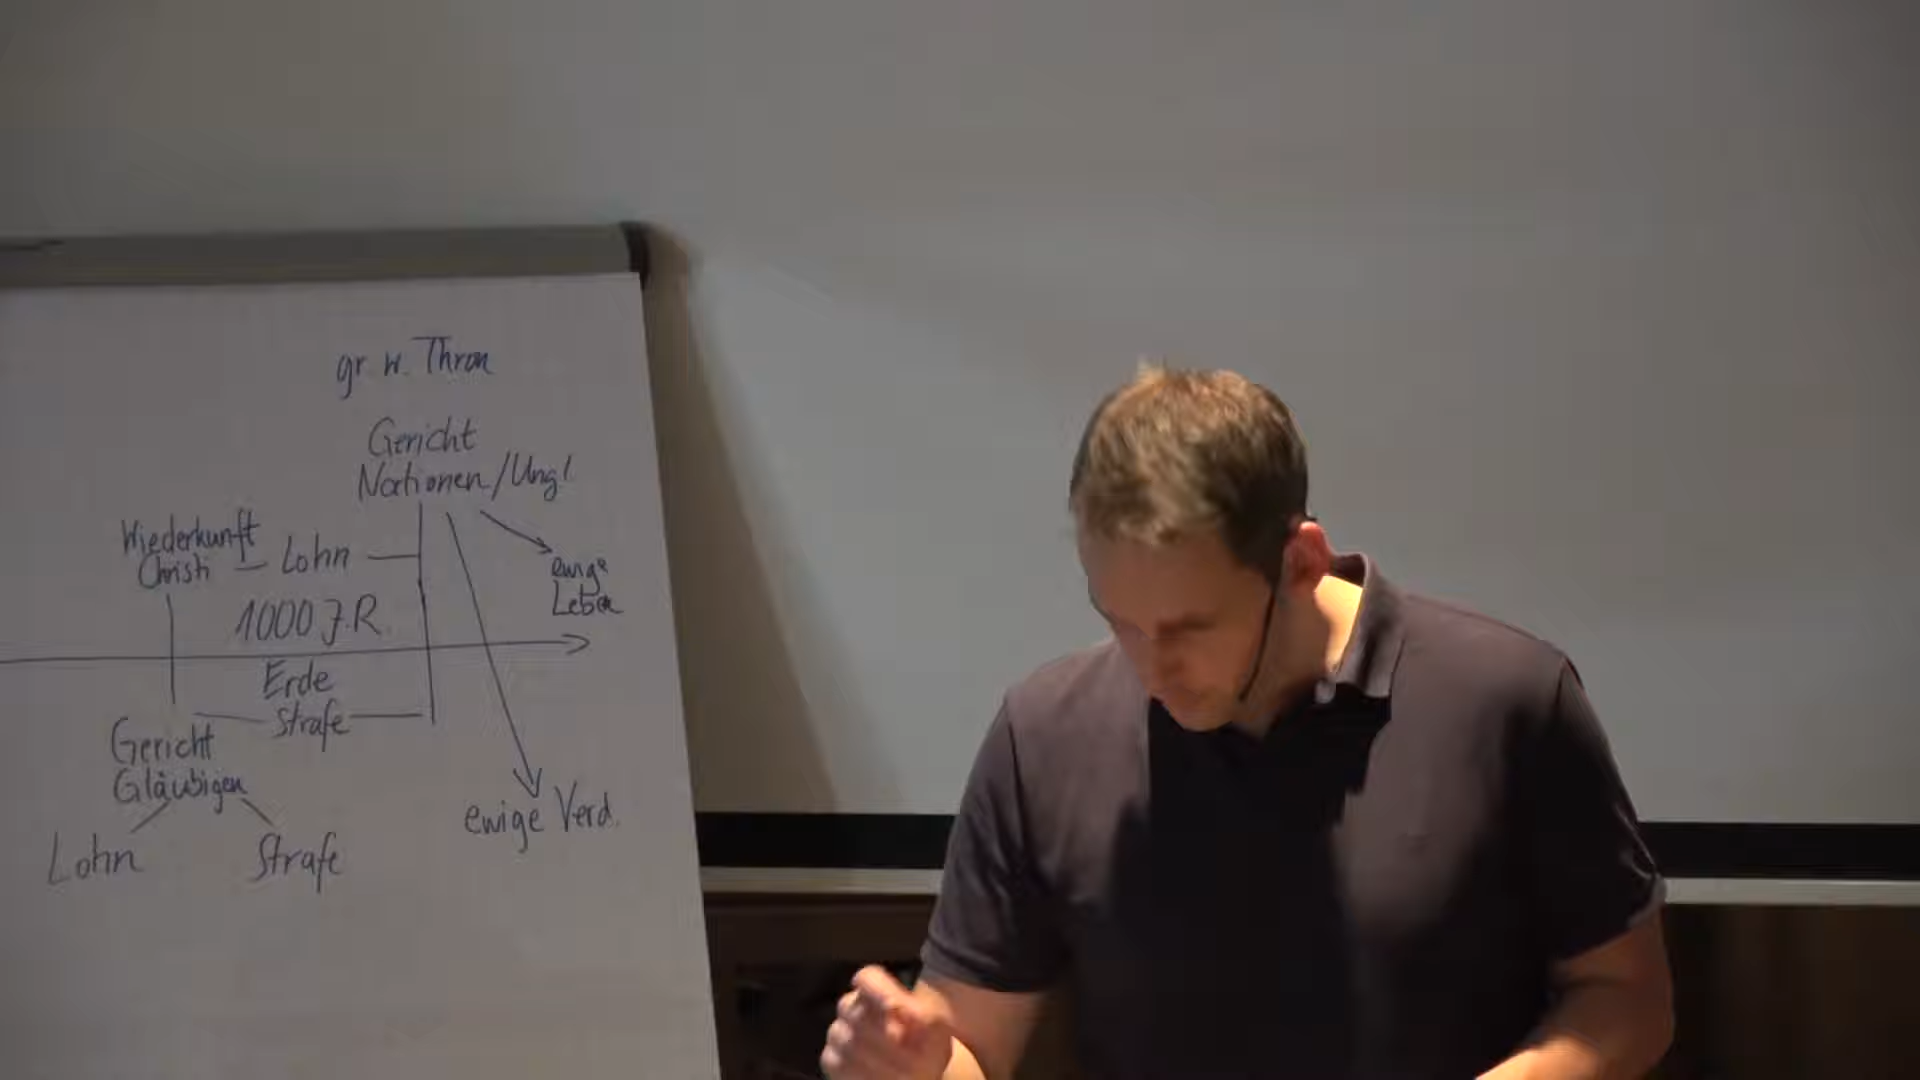 gr. w. Thron
Gericht
Nationen/Ungl.
Wiederkunft
Christi
Lohn
ewige
Leben
1000 J.R.
Erde
Strafe
Gericht
Gläubigen
Lohn
Strafe
ewige Verd.